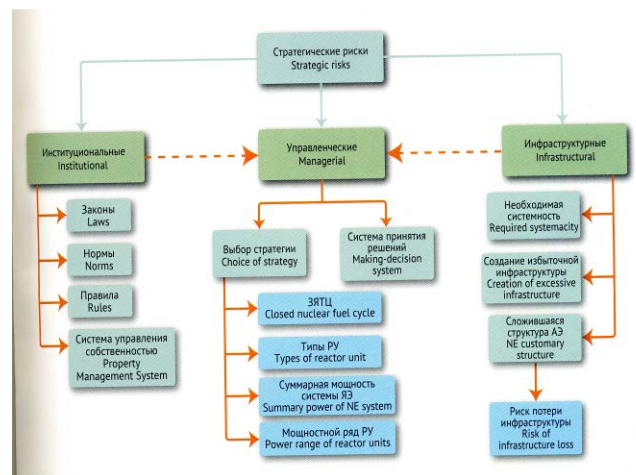 Стратегические риски
Strategic risks
Институциональные
Institutional
Управленческие
Managerial
Инфраструктурные
Infrastructural
Законы
Laws
Нормы
Norms
Правила
Rules
Система управления
собственностью
Property
Management System
Выбор стратегии
Choice of strategy
Система принятия
решений
Making-decision
system
ЗЯТЦ
Closed nuclear fuel cycle
Типы РУ
Types of reactor unit
Суммарная мощность
системы ЯЭ
Summary power of NE system
Мощностной ряд РУ
Power range of reactor units
Необходимая
системность
Required systemacity
Создание избыточной
инфраструктуры
Creation of excessive
infrastructure
Сложившаяся
структура АЭ
NE customary
structure
Риск потери
инфраструктуры
Risk of
infrastructure loss